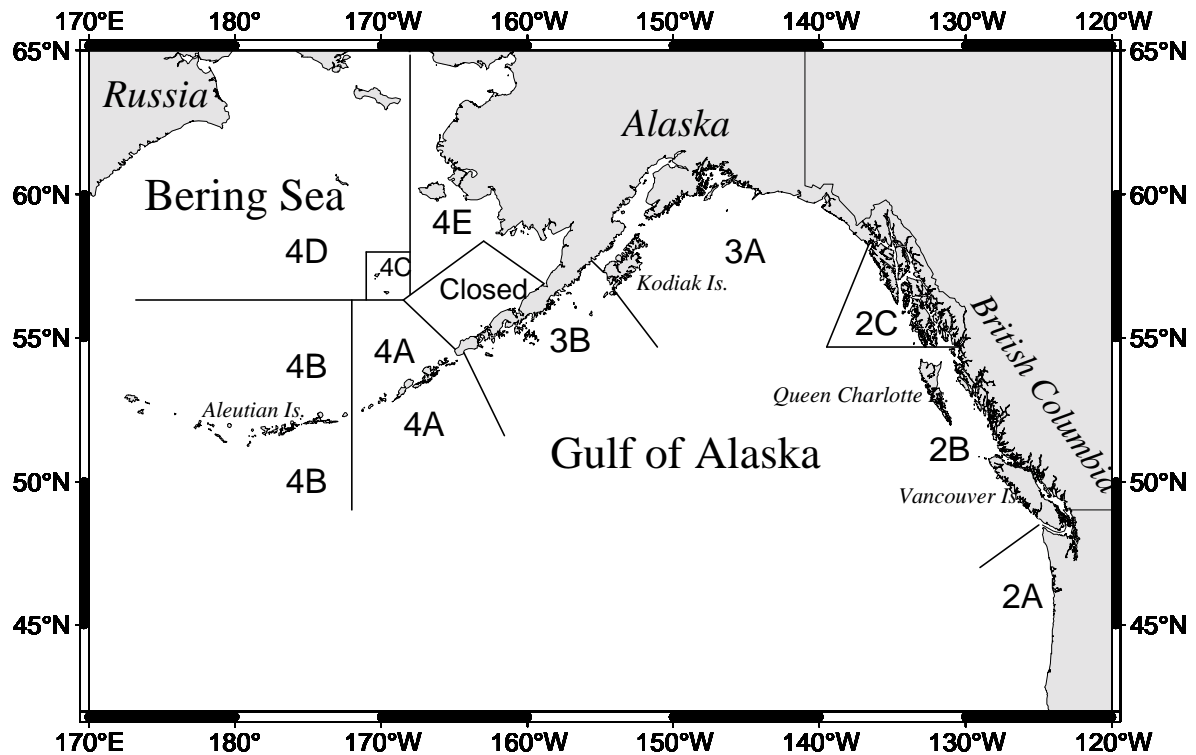 170°E 180° 170°W 160°W 150°W 140°W 130°W 120°W
65°N 65°N
Russia
Alaska
60°N 60°N
Bering Sea
4E
4D
3A
4C
Closed
Kodiak Is.
2C
3B
55°N 55°N
4B
4A
British Columbia
Queen Charlotte
Aleutian Is.
4A
2B
Gulf of Alaska
4B
50°N 50°N
Vancouver Is.
2A
45°N 45°N
170°E 180° 170°W 160°W 150°W 140°W 130°W 120°W